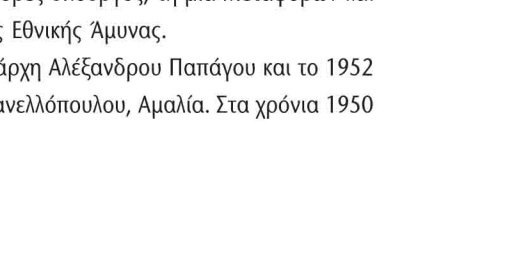 ς Εθνικής Άμυνας.
άρχη Αλέξανδρου Παπάγου και το 1952
ανελλόπουλου, Αμαλία. Στα χρόνια 1950